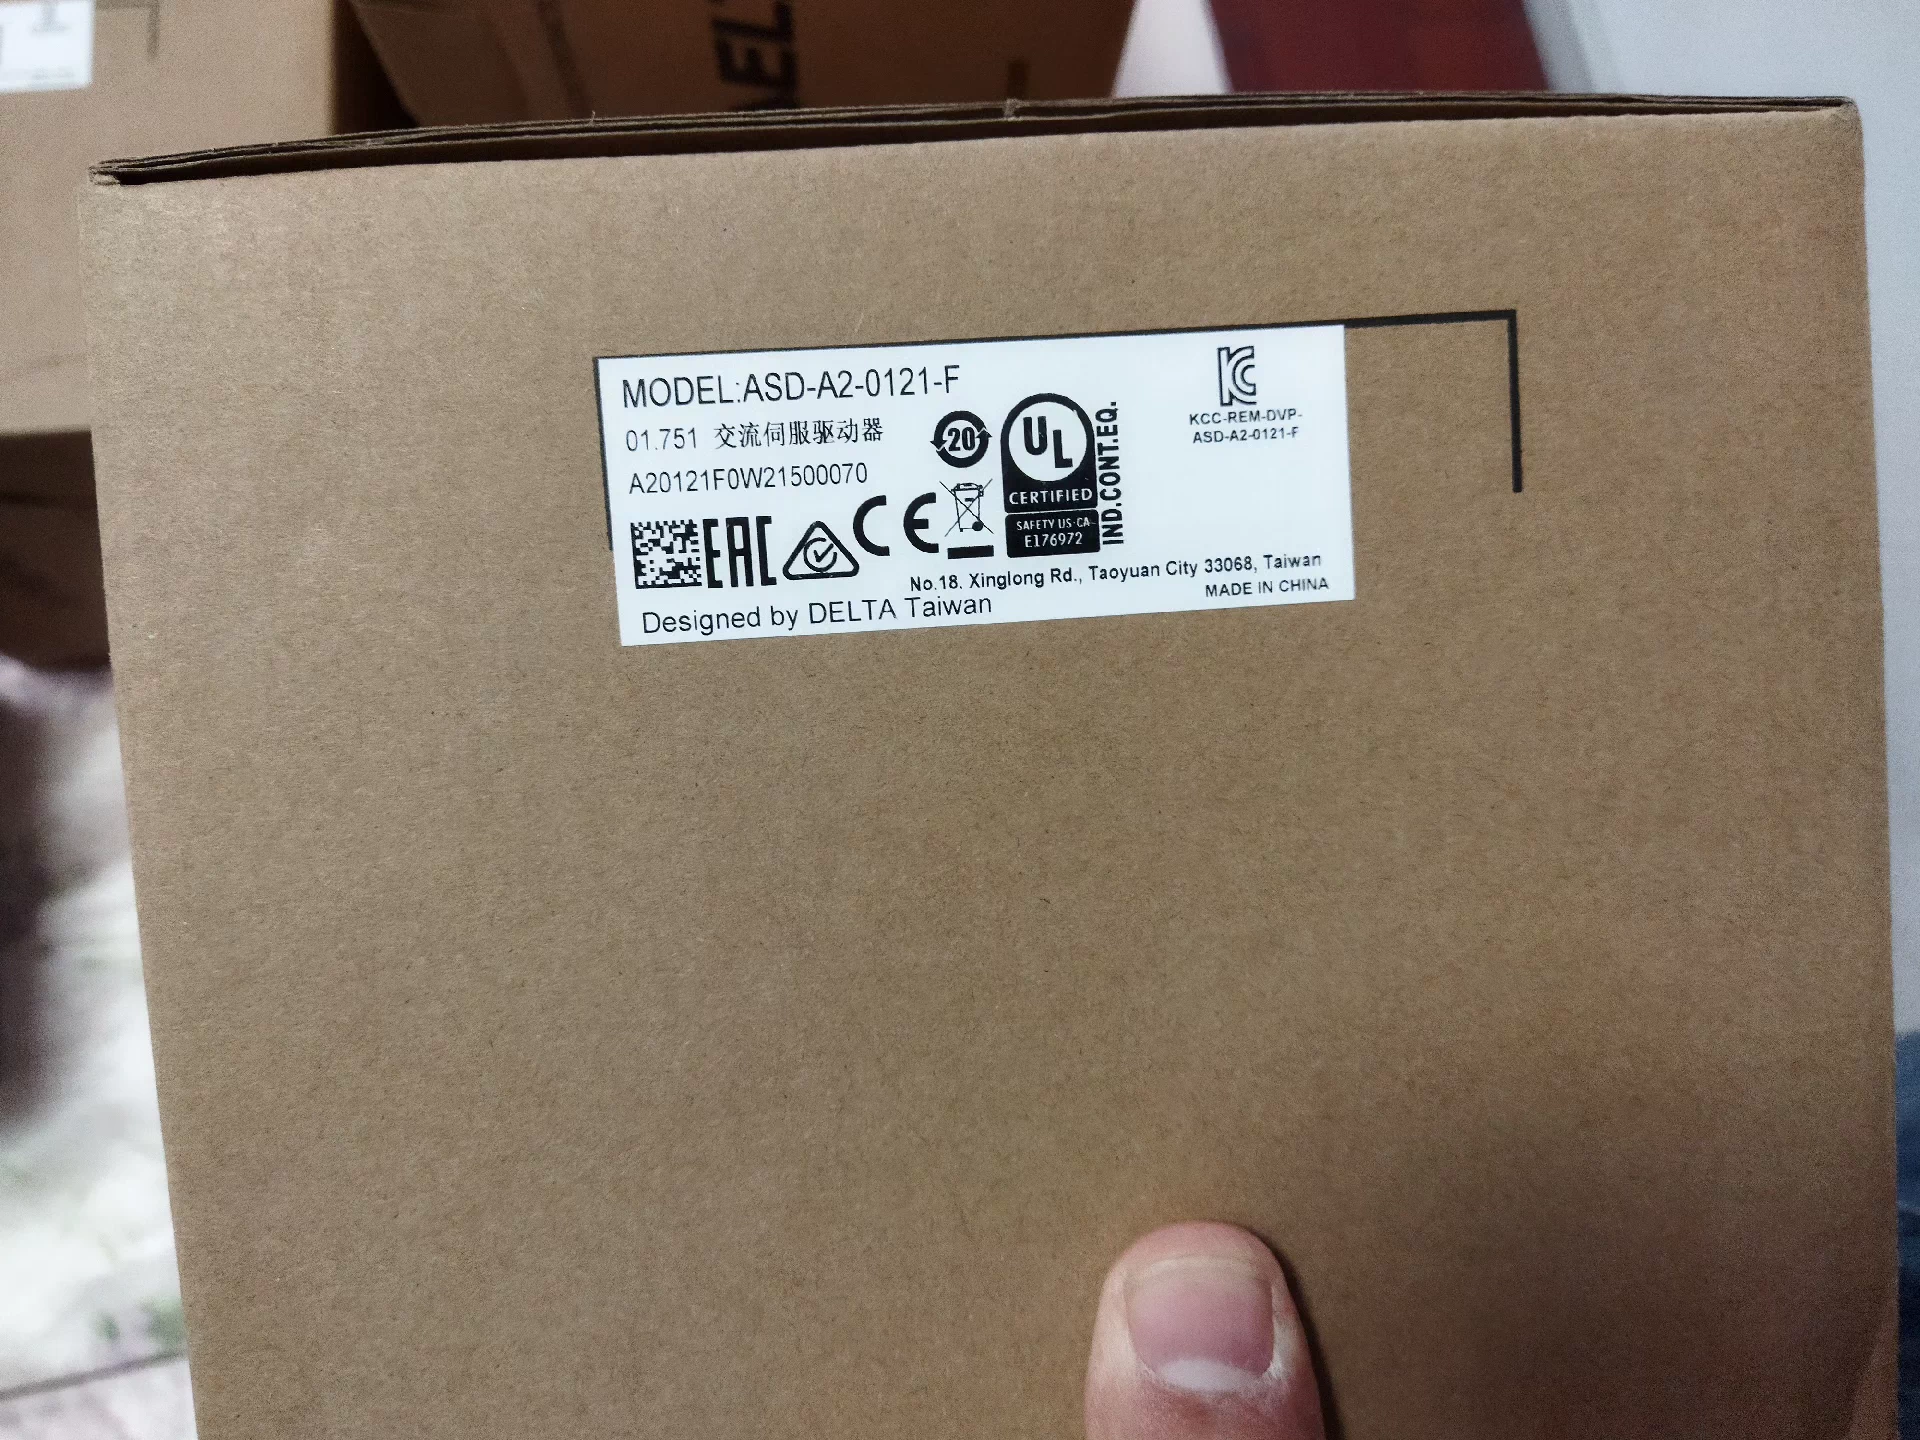 DEL
MODEL:ASD-A2-0121-F
01.751 交流伺服驱动器
A20121F0W21500070
20
UL
CERTIFIED
SAFETY US-CA
E176972
IND.CONT.EQ.
KC
KCC-REM-DVP-
ASD-A2-0121-F
EAC
CE
No.18. Xinglong Rd., Taoyuan City 33068, Taiwan
MADE IN CHINA
Designed by DELTA Taiwan